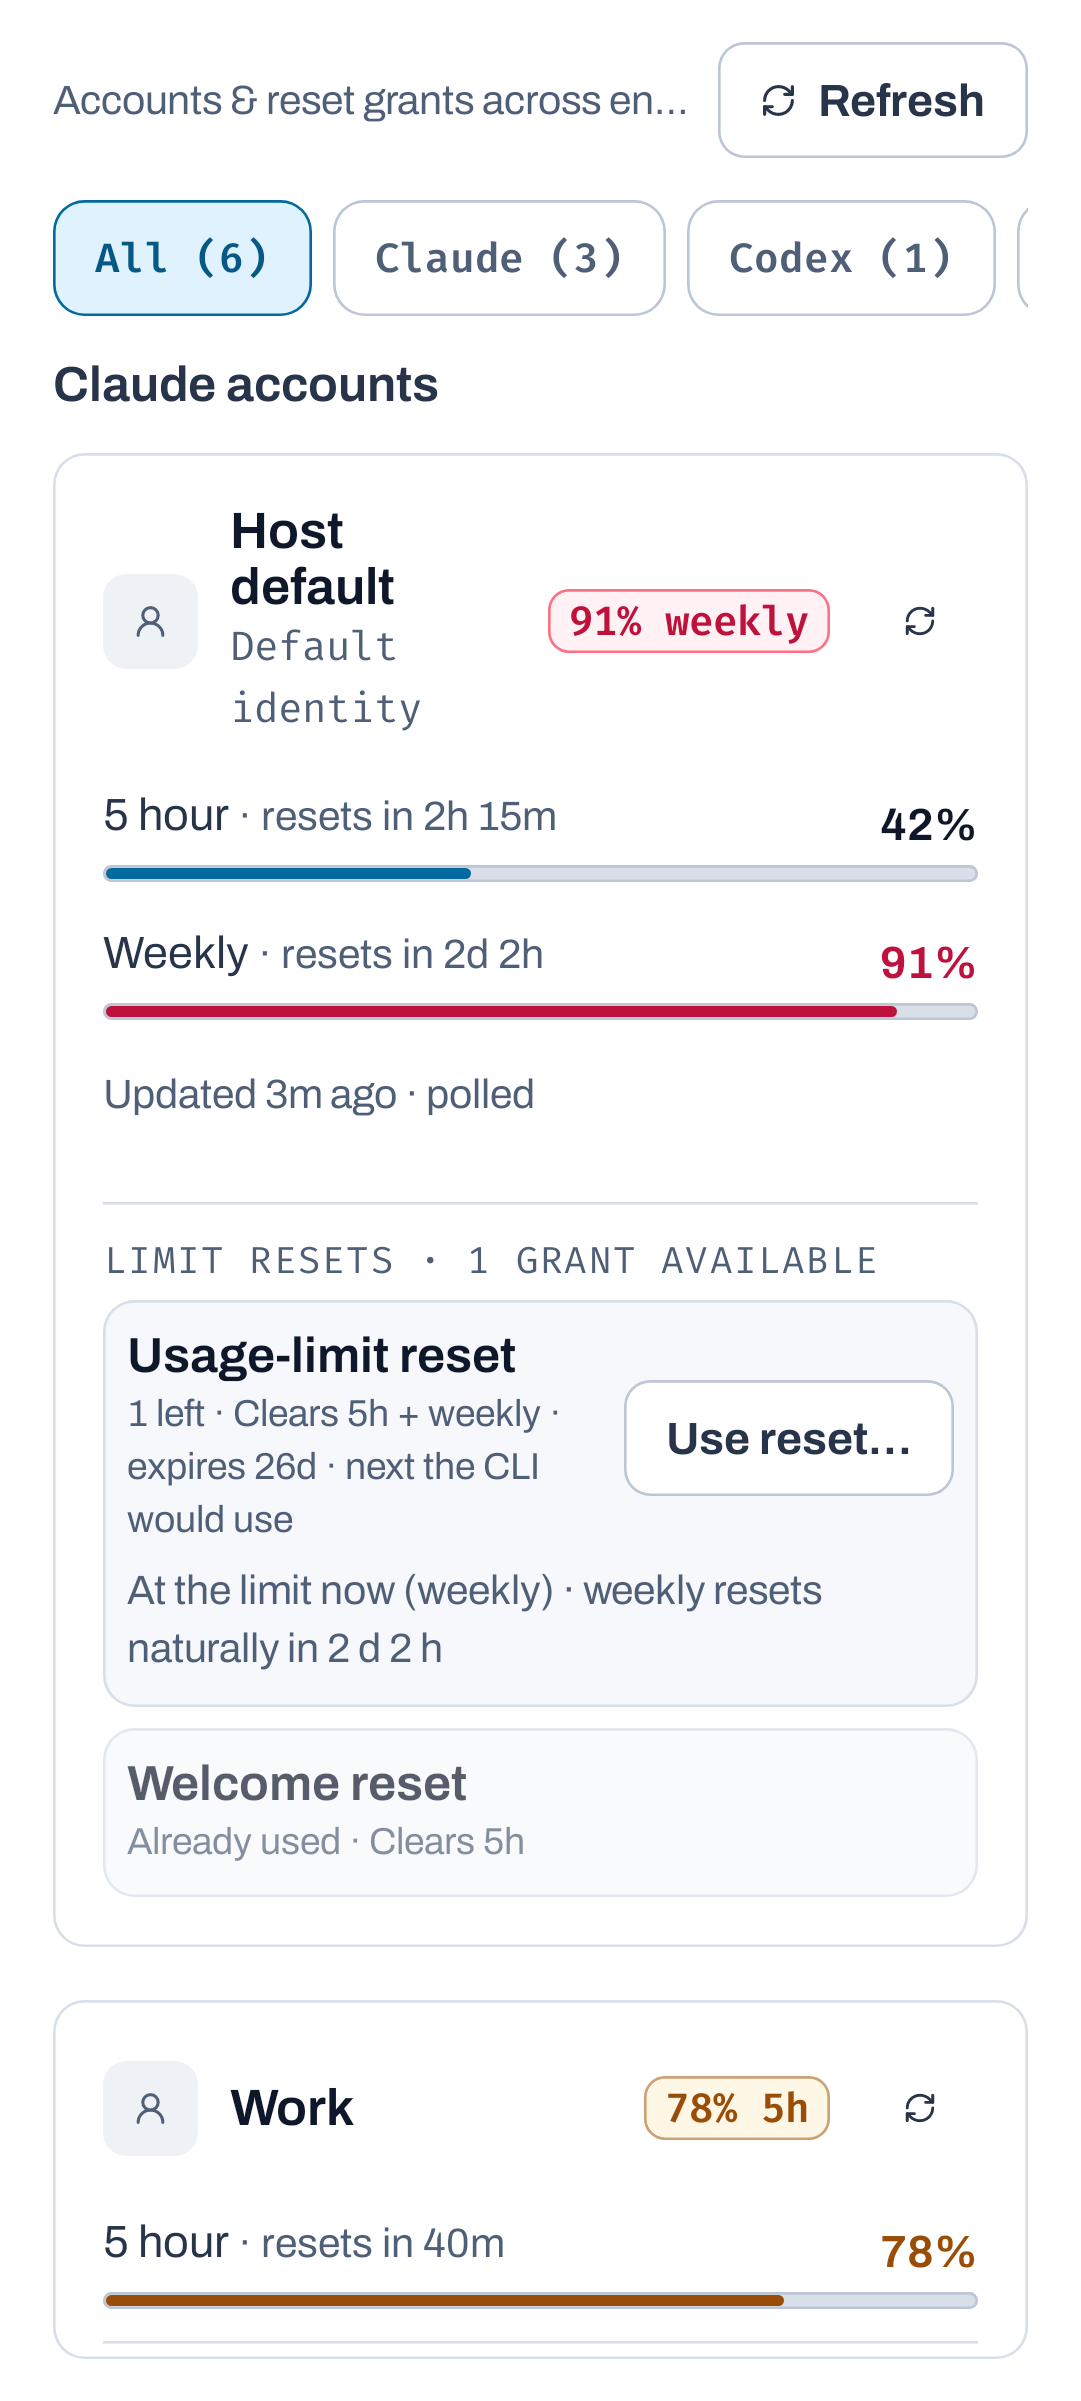 Accounts & reset grants across en...
Refresh
All (6)
Claude (3)
Codex (1)
Claude accounts
Host
default
Default
identity
91% weekly
5 hour · resets in 2h 15m
42%
Weekly · resets in 2d 2h
91%
Updated 3m ago · polled
LIMIT RESETS · 1 GRANT AVAILABLE
Usage-limit reset
1 left · Clears 5h + weekly ·
expires 26d · next the CLI
would use
Use reset...
At the limit now (weekly) · weekly resets
naturally in 2 d 2 h
Welcome reset
Already used · Clears 5h
Work
78% 5h
5 hour · resets in 40m
78%